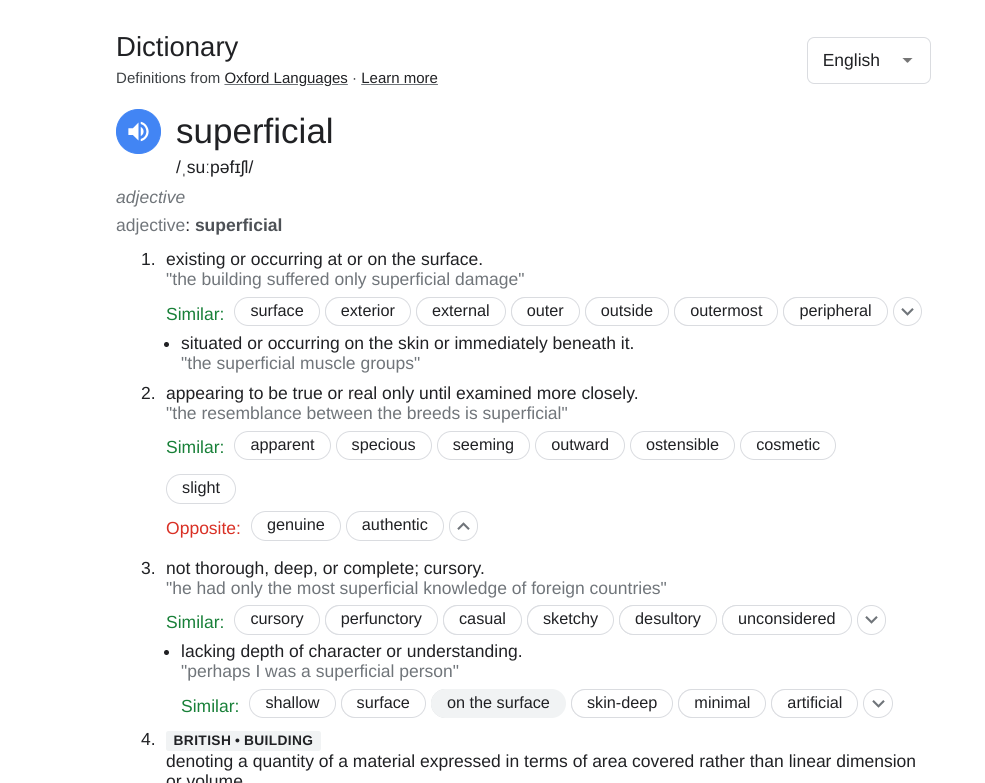 Dictionary
English
Definitions from Oxford Languages · Learn more
superficial
/ˌsuːpəfɪʃl/
adjective
adjective: superficial
1. existing or occurring at or on the surface.
"the building suffered only superficial damage"
Similar: surface exterior external outer outside outermost peripheral
• situated or occurring on the skin or immediately beneath it.
"the superficial muscle groups"
2. appearing to be true or real only until examined more closely.
"the resemblance between the breeds is superficial"
Similar: apparent specious seeming outward ostensible cosmetic
slight
Opposite: genuine authentic
3. not thorough, deep, or complete; cursory.
"he had only the most superficial knowledge of foreign countries"
Similar: cursory perfunctory casual sketchy desultory unconsidered
• lacking depth of character or understanding.
"perhaps I was a superficial person"
Similar: shallow surface on the surface skin-deep minimal artificial
4. BRITISH • BUILDING
denoting a quantity of a material expressed in terms of area covered rather than linear dimension
or volume.